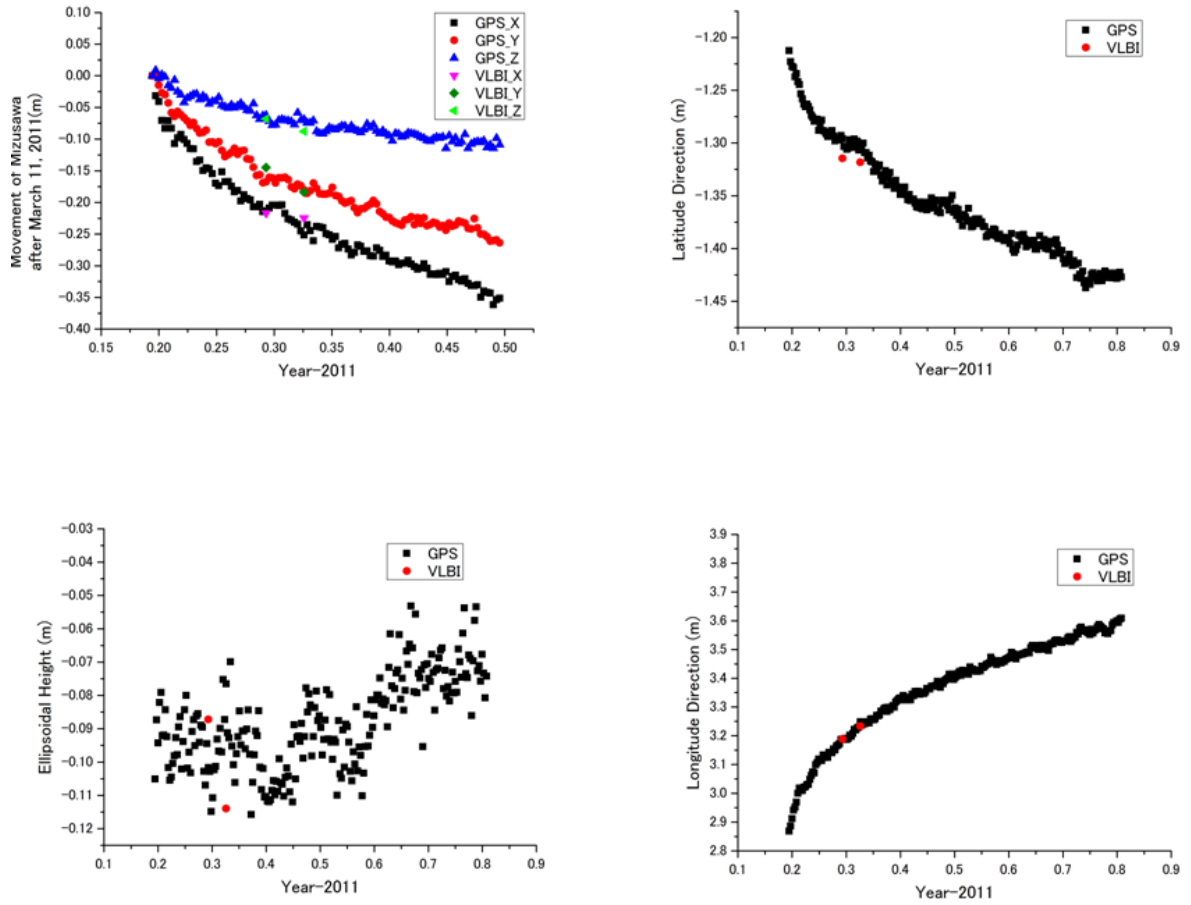 0.10
0.05
0.00
−0.05
−0.10
−0.15
−0.20
−0.25
−0.30
−0.35
−0.40
Movement of Mizusawa
after March 11, 2011(m)
0.15 0.20 0.25 0.30 0.35 0.40 0.45 0.50
Year−2011
GPS_X
GPS_Y
GPS_Z
VLBI_X
VLBI_Y
VLBI_Z
−1.20
−1.25
−1.30
−1.35
−1.40
−1.45
Latitude Direction (m)
0.1 0.2 0.3 0.4 0.5 0.6 0.7 0.8 0.9
Year−2011
GPS
VLBI
−0.03
−0.04
−0.05
−0.06
−0.07
−0.08
−0.09
−0.10
−0.11
−0.12
Ellipsoidal Height (m)
0.1 0.2 0.3 0.4 0.5 0.6 0.7 0.8 0.9
Year−2011
GPS
VLBI
3.9
3.8
3.7
3.6
3.5
3.4
3.3
3.2
3.1
3.0
2.9
2.8
Longitude Direction (m)
0.1 0.2 0.3 0.4 0.5 0.6 0.7 0.8 0.9
Year−2011
GPS
VLBI